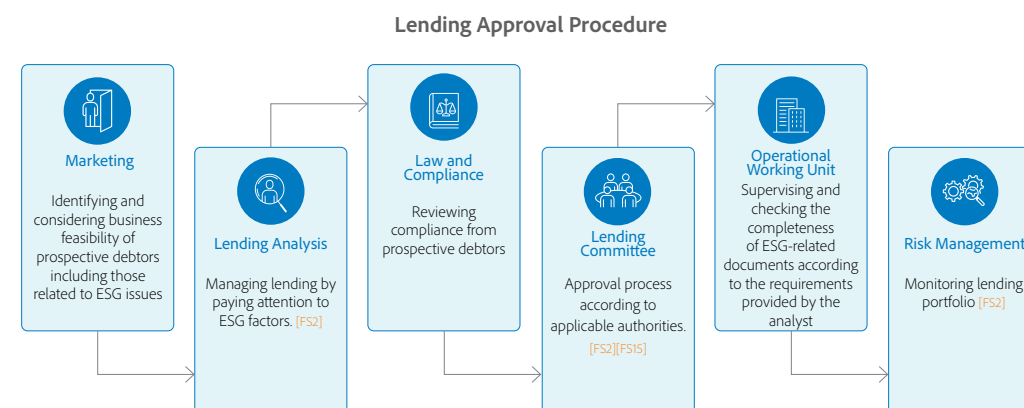 Lending Approval Procedure
Marketing
Identifying and
considering business
feasibility of
prospective debtors
including those
related to ESG issues
Lending Analysis
Managing lending by
paying attention to
ESG factors. [FS2]
Law and
Compliance
Reviewing
compliance from
prospective debtors
Lending
Committee
Approval process
according to
applicable authorities.
[FS2][FS15]
Operational
Working Unit
Supervising and
checking the
completeness
of ESG-related
documents according
to the requirements
provided by the
analyst
Risk Management
Monitoring lending
portfolio [FS2]